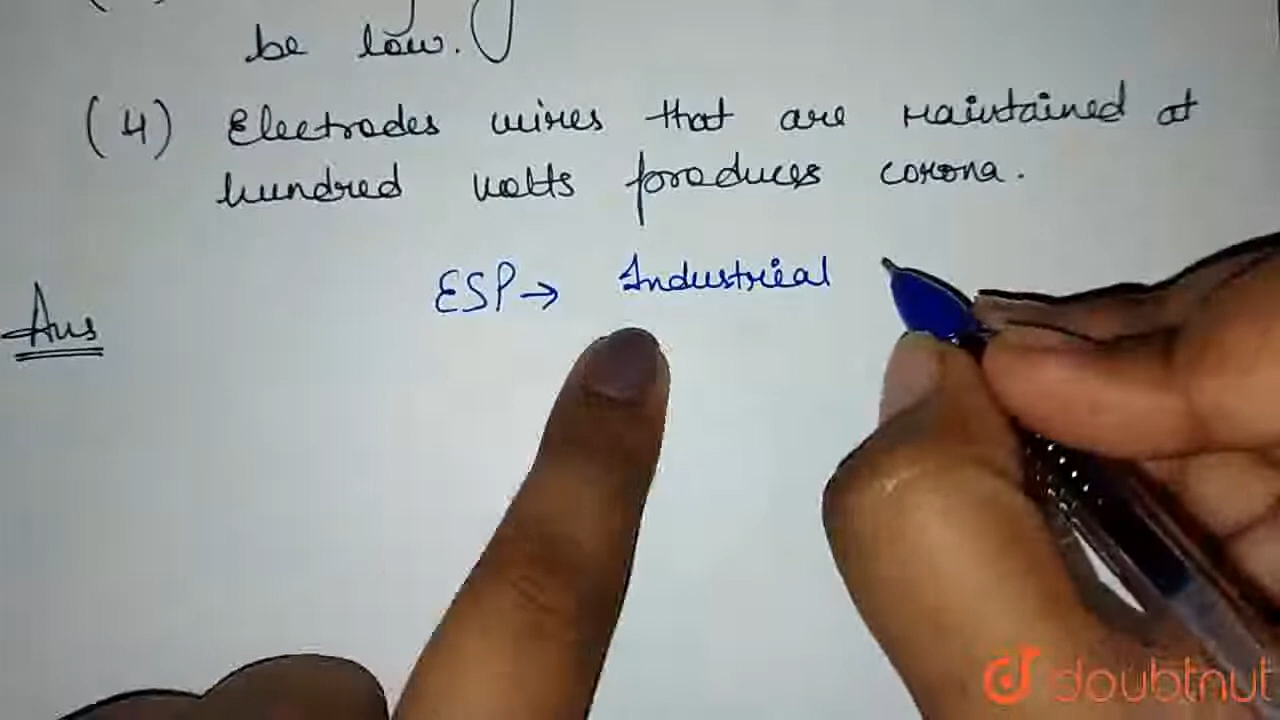 be low.
(4) Electrodes wires that are maintained at
hundred volts produces corona.
ESP → Industrial
Ans
doubtnut